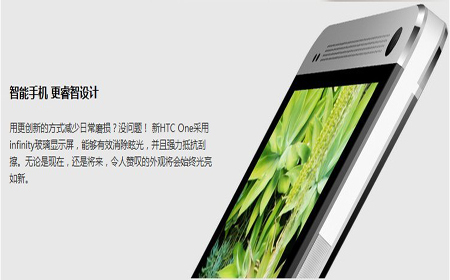 智能手机 更睿智设计
用更创新的方式减少日常磨损？没问题！ 新HTC One采用
infinity玻璃显示屏，能够有效消除眩光，并且强力抵抗刮
擦。无论是现在，还是将来，令人赞叹的外观将会始终光亮
如新。